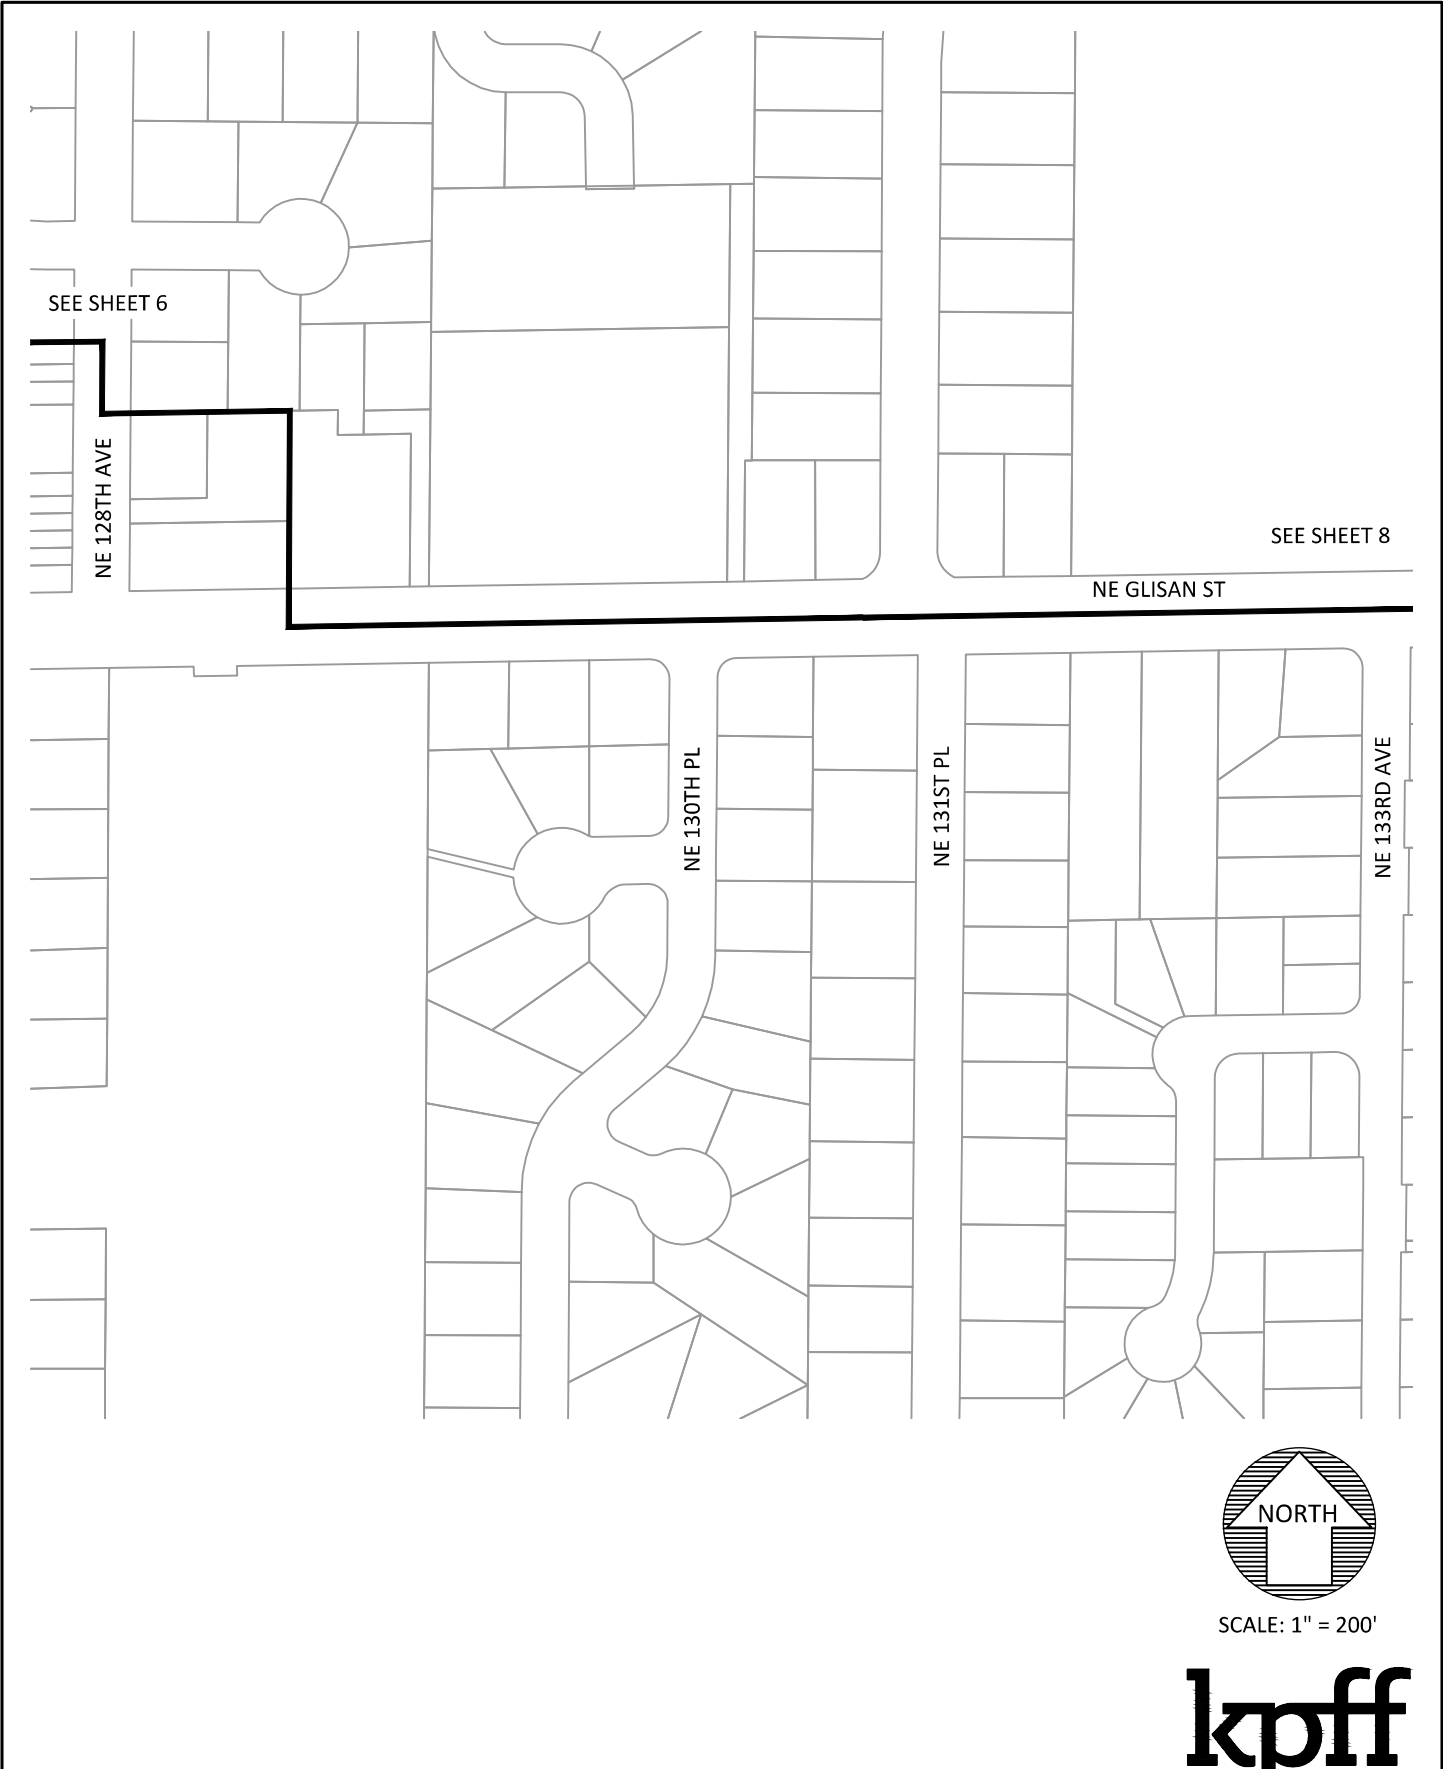 SEE SHEET 6
NE 128TH AVE
SEE SHEET 8
NE GLISAN ST
NE 130TH PL
NE 131ST PL
NE 133RD AVE
NORTH
SCALE: 1" = 200'
kpff